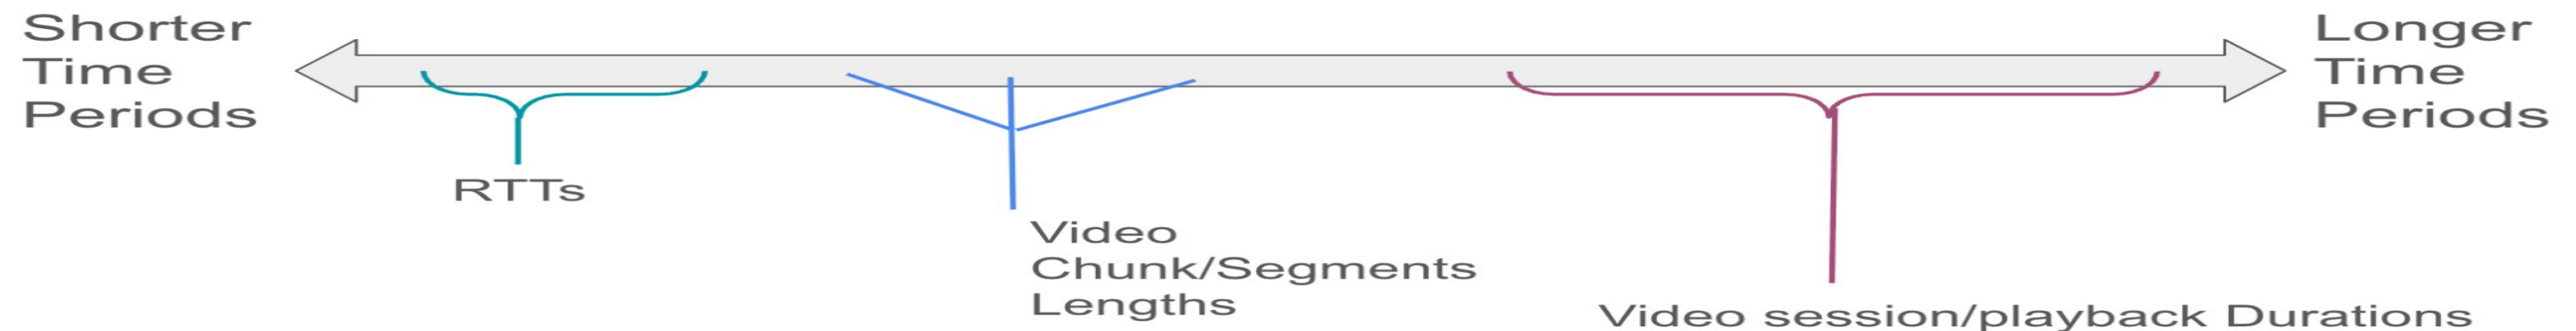 Shorter
Time
Periods
Longer
Time
Periods
RTTs
Video
Chunk/Segments
Lengths
Video session/playback Durations